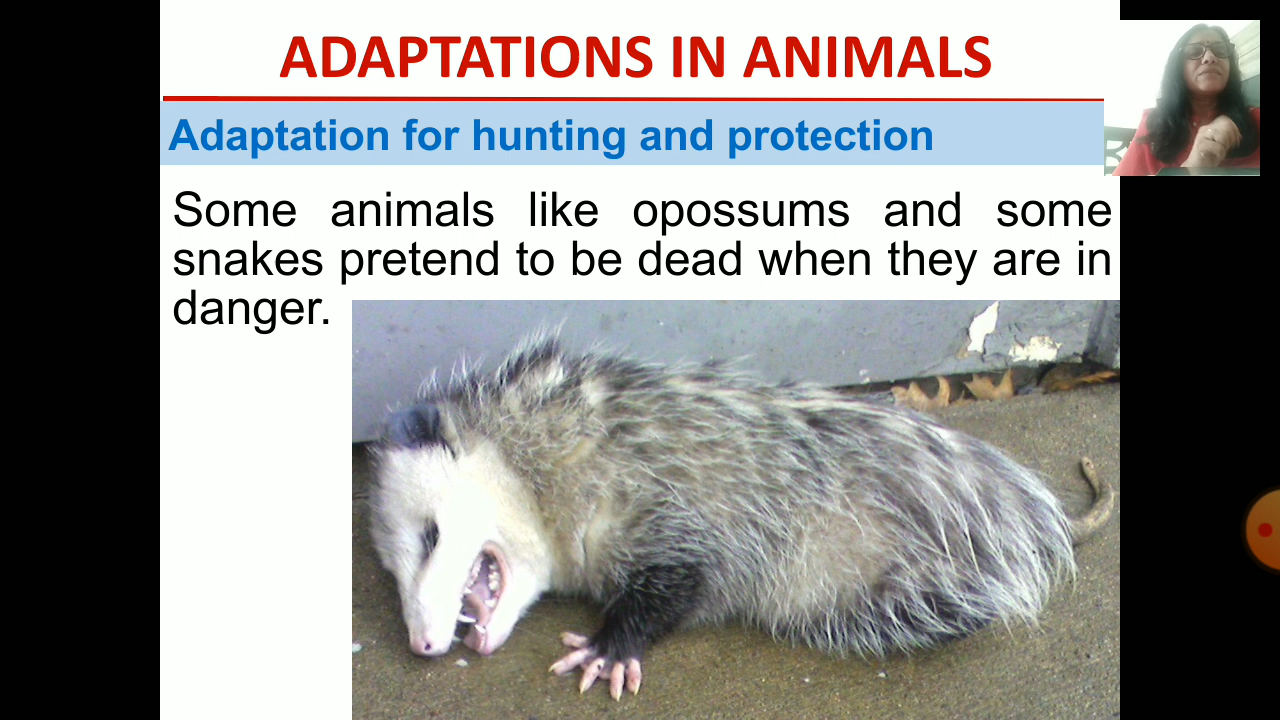 ADAPTATIONS IN ANIMALS
Adaptation for hunting and protection
Some animals like opossums and some
snakes pretend to be dead when they are in
danger.